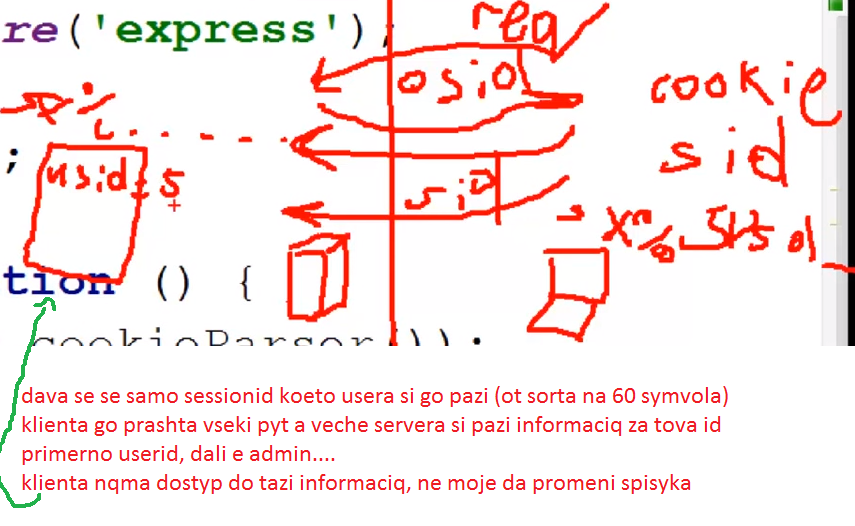 re('express');
req
osid
cookie
sid
;
usid = 5
sid
tion () {
cookieParser());
dava se se samo sessionid koeto usera si go pazi (ot sorta na 60 symvola)
klienta go prashta vseki pyt a veche servera si pazi informaciq za tova id
primerno userid, dali e admin....
klienta nqma dostyp do tazi informaciq, ne moje da promeni spisyka